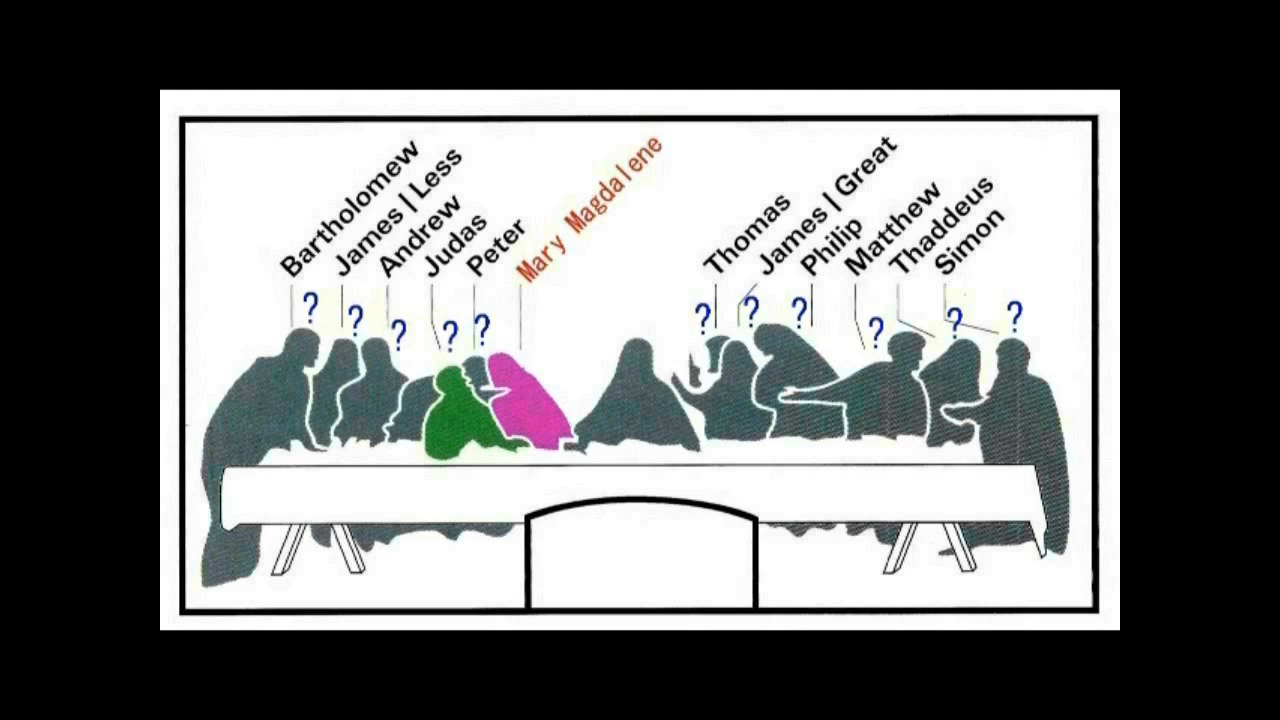 Bartholomew
James | Less
Andrew
Judas
Peter
Mary Magdalene
Thomas
James | Great
Philip
Matthew
Thaddeus
Simon
? ? ? ? ? ? ? ? ? ? ?